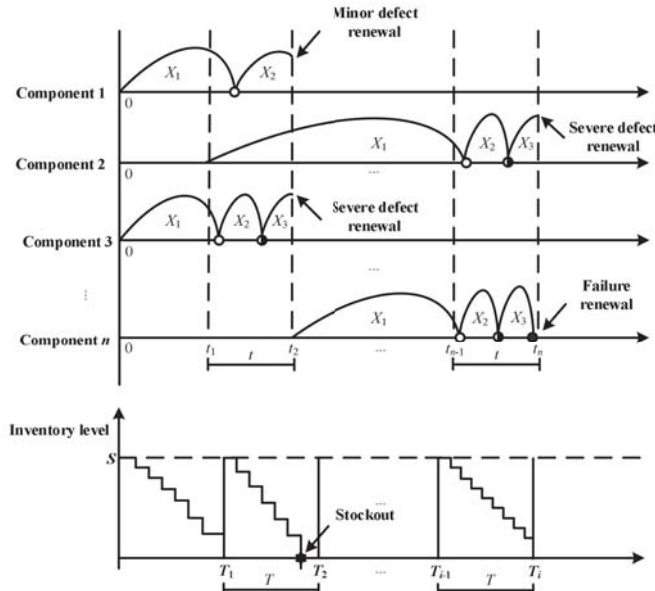 Minor defect
renewal
X₁
X₂
Component 1
0
Severe defect
renewal
X₁
X₂
X₃
Component 2
0
...
Severe defect
renewal
X₁
X₂
X₃
Component 3
0
...
...
Failure
renewal
X₁
X₂
X₃
Component n
0
t₁
t
t₂
...
tₙ₋₁
t
tₙ
Inventory level
S
...
Stockout
T₁
T
T₂
...
Tᵢ₋₁
T
Tᵢ